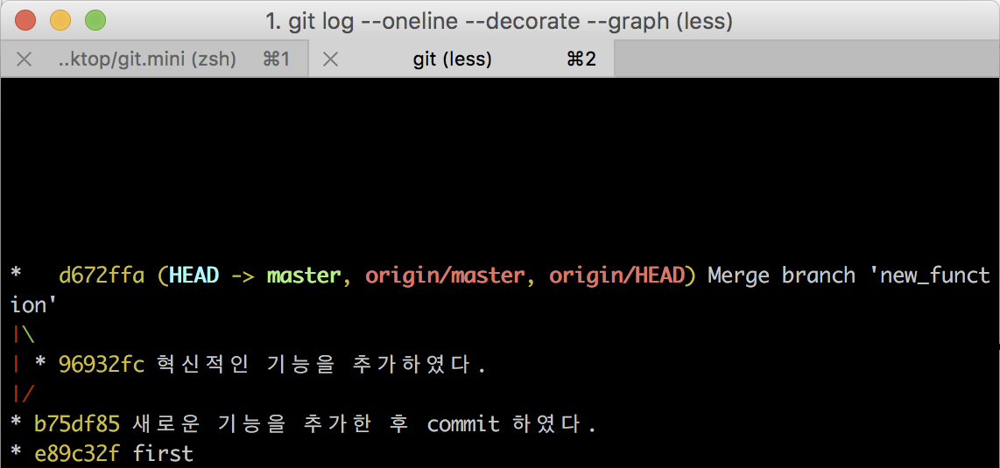 1. git log --oneline --decorate --graph (less)
..ktop/git.mini (zsh) ⌘1 git (less) ⌘2
* d672ffa (HEAD -> master, origin/master, origin/HEAD) Merge branch 'new_funct
ion'
|\
| * 96932fc 혁신적인 기능을 추가하였다.
|/
* b75df85 새로운 기능을 추가한 후 commit 하였다.
* e89c32f first